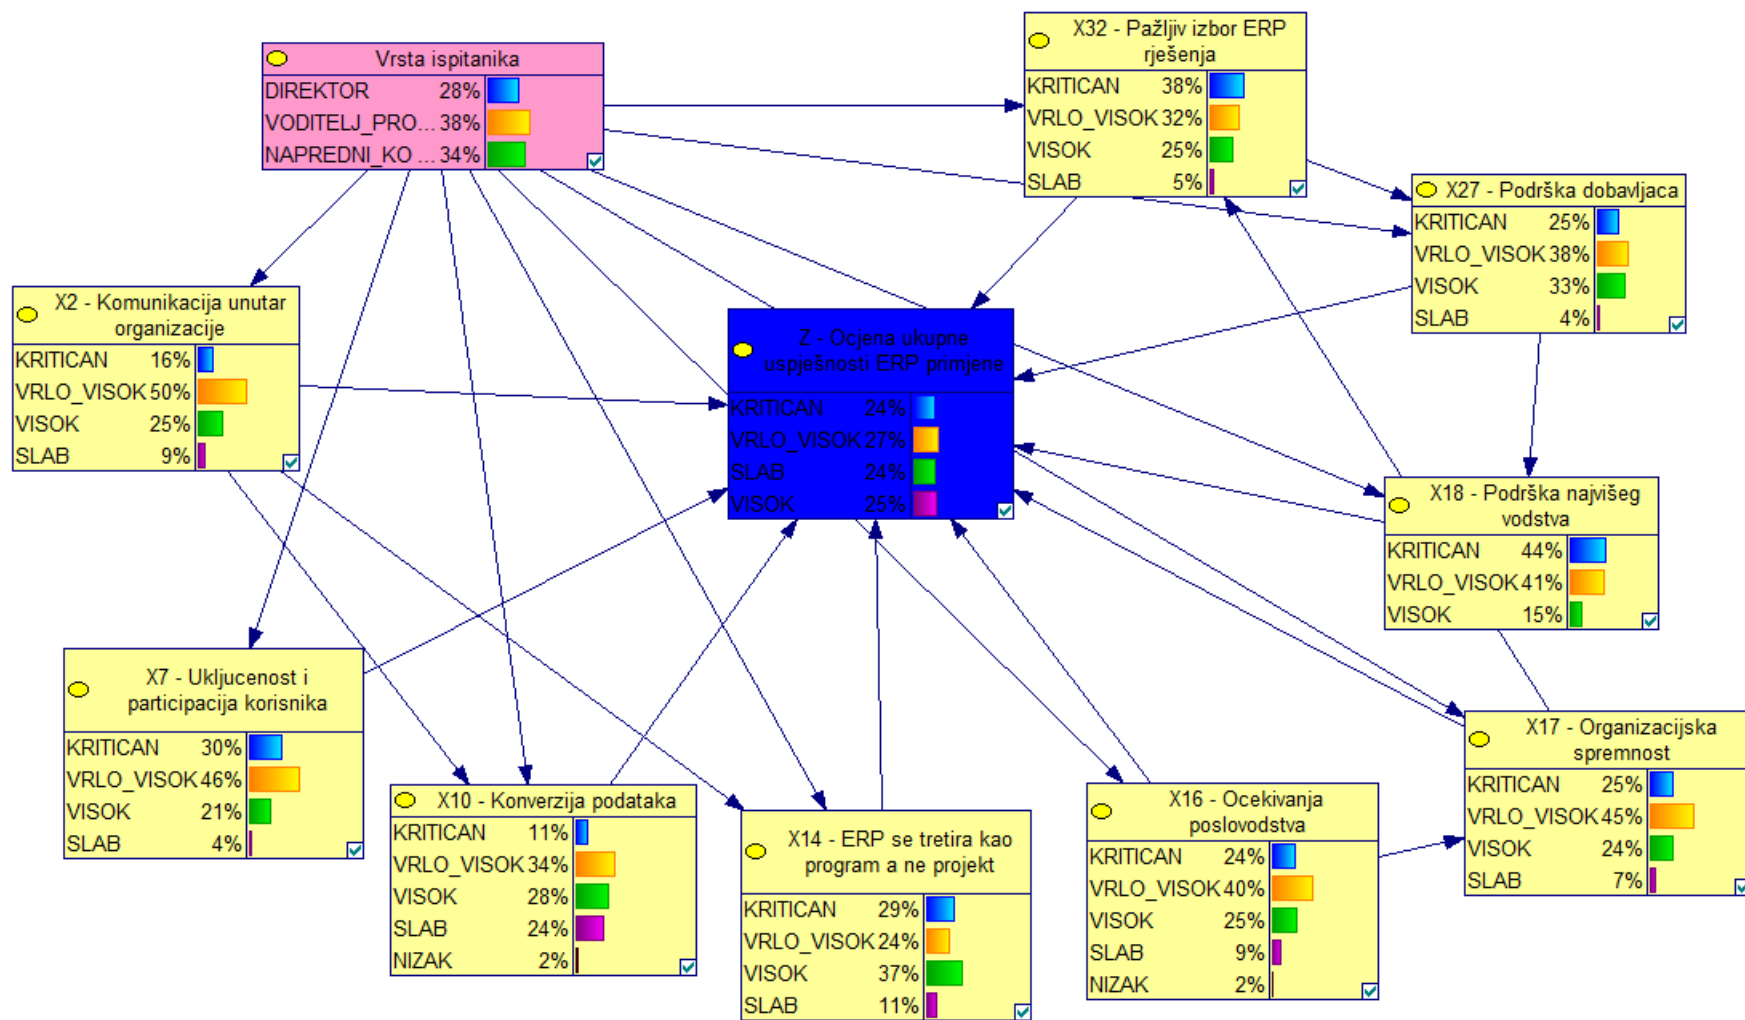 Vrsta ispitanika
DIREKTOR 28%
VODITELJ_PRO... 38%
NAPREDNI_KO ... 34%
X32 - Pažljiv izbor ERP
rješenja
KRITICAN 38%
VRLO_VISOK 32%
VISOK 25%
SLAB 5%
X27 - Podrška dobavljaca
KRITICAN 25%
VRLO_VISOK 38%
VISOK 33%
SLAB 4%
X2 - Komunikacija unutar
organizacije
KRITICAN 16%
VRLO_VISOK 50%
VISOK 25%
SLAB 9%
Z - Ocjena ukupne
uspješnosti ERP primjene
KRITICAN 24%
VRLO_VISOK 27%
SLAB 24%
VISOK 25%
X18 - Podrška najvišeg
vodstva
KRITICAN 44%
VRLO_VISOK 41%
VISOK 15%
X7 - Ukljucenost i
participacija korisnika
KRITICAN 30%
VRLO_VISOK 46%
VISOK 21%
SLAB 4%
X10 - Konverzija podataka
KRITICAN 11%
VRLO_VISOK 34%
VISOK 28%
SLAB 24%
NIZAK 2%
X14 - ERP se tretira kao
program a ne projekt
KRITICAN 29%
VRLO_VISOK 24%
VISOK 37%
SLAB 11%
X16 - Ocekivanja
poslovodstva
KRITICAN 24%
VRLO_VISOK 40%
VISOK 25%
SLAB 9%
NIZAK 2%
X17 - Organizacijska
spremnost
KRITICAN 25%
VRLO_VISOK 45%
VISOK 24%
SLAB 7%